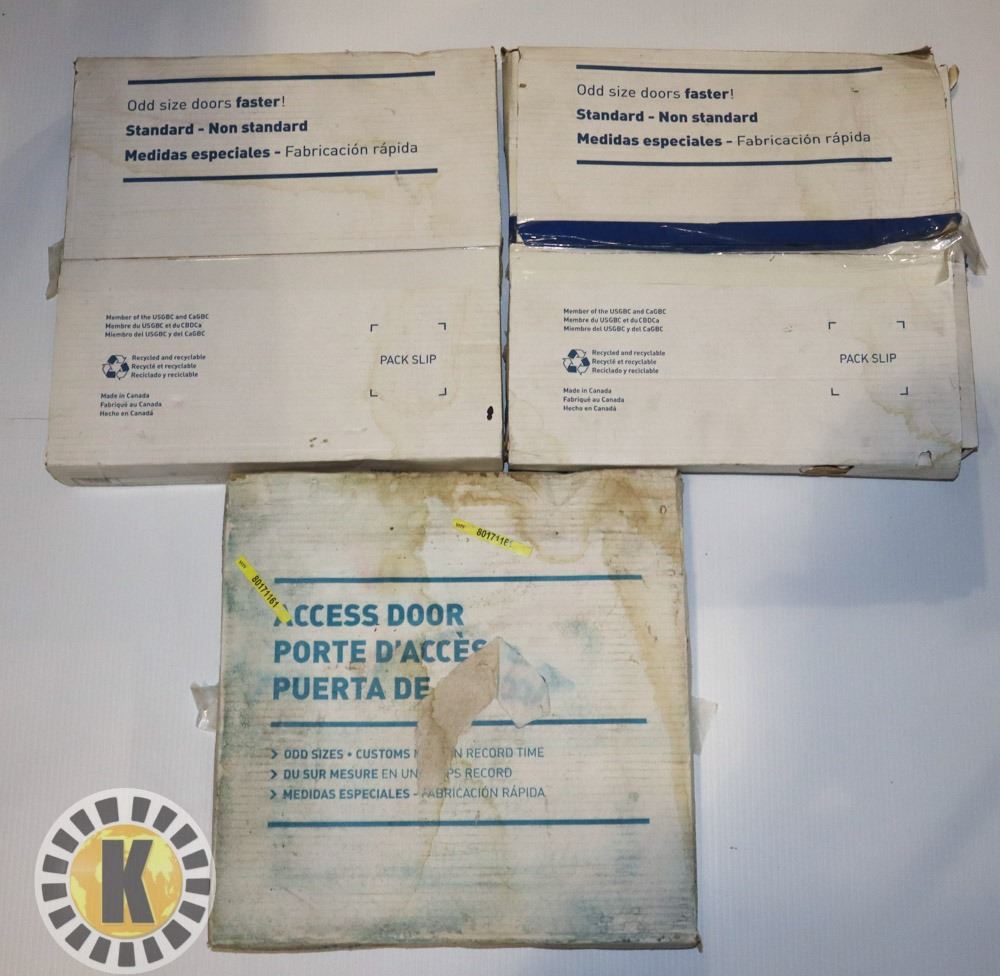 Odd size doors faster!
Standard - Non standard
Medidas especiales - Fabricación rápida
Member of the USGBC and CaGBC
Membre du USGBC et du CBDCa
Miembro del USGBC y del CaGBC
Recycled and recyclable
Recyclé et recyclable
Reciclado y reciclable
Made in Canada
Fabriqué au Canada
Hecho en Canadá
PACK SLIP
Odd size doors faster!
Standard - Non standard
Medidas especiales - Fabricación rápida
Member of the USGBC and CaGBC
Membre du USGBC et du CBDCa
Miembro del USGBC y del CaGBC
Recycled and recyclable
Recyclé et recyclable
Reciclado y reciclable
Made in Canada
Fabriqué au Canada
Hecho en Canadá
PACK SLIP
8017116
80171161
ACCESS DOOR
PORTE D'ACCÈS
PUERTA DE
> ODD SIZES • CUSTOMS N RECORD TIME
> DU SUR MESURE EN UN PS RECORD
> MEDIDAS ESPECIALES - FABRICACIÓN RÁPIDA
K